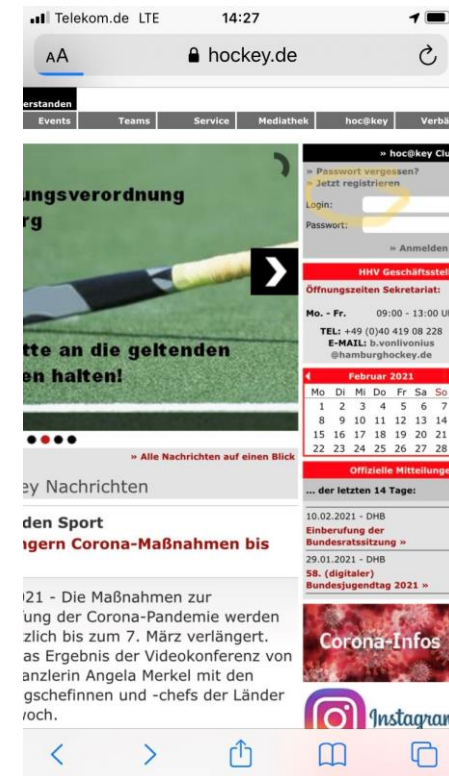 Telekom.de LTE 14:27
AA hockey.de
erstanden
Events Teams Service Mediathek hoc@key Verbä
ungsverordnung
rg
tte an die geltenden
en halten!
» Alle Nachrichten auf einen Blick
ey Nachrichten
den Sport
ngern Corona-Maßnahmen bis
021 - Die Maßnahmen zur
fung der Corona-Pandemie werden
tzlich bis zum 7. März verlängert.
as Ergebnis der Videokonferenz von
anzlerin Angela Merkel mit den
gschefinnen und -chefs der Länder
woch.
» hoc@key Clu
» Passwort vergessen?
» Jetzt registrieren
Login:
Passwort:
» Anmelden
HHV Geschäftsstell
Öffnungszeiten Sekretariat:
Mo. - Fr. 09:00 - 13:00 Uh
TEL: +49 (0)40 419 08 228
E-MAIL: b.vonlivonius
@hamburghockey.de
Februar 2021
Mo Di Mi Do Fr Sa So
1 2 3 4 5 6 7
8 9 10 11 12 13 14
15 16 17 18 19 20 21
22 23 24 25 26 27 28
Offizielle Mitteilunge
... der letzten 14 Tage:
10.02.2021 - DHB
Einberufung der
Bundesratssitzung »
29.01.2021 - DHB
58. (digitaler)
Bundesjugendtag 2021 »
Corona-Infos
Instagram